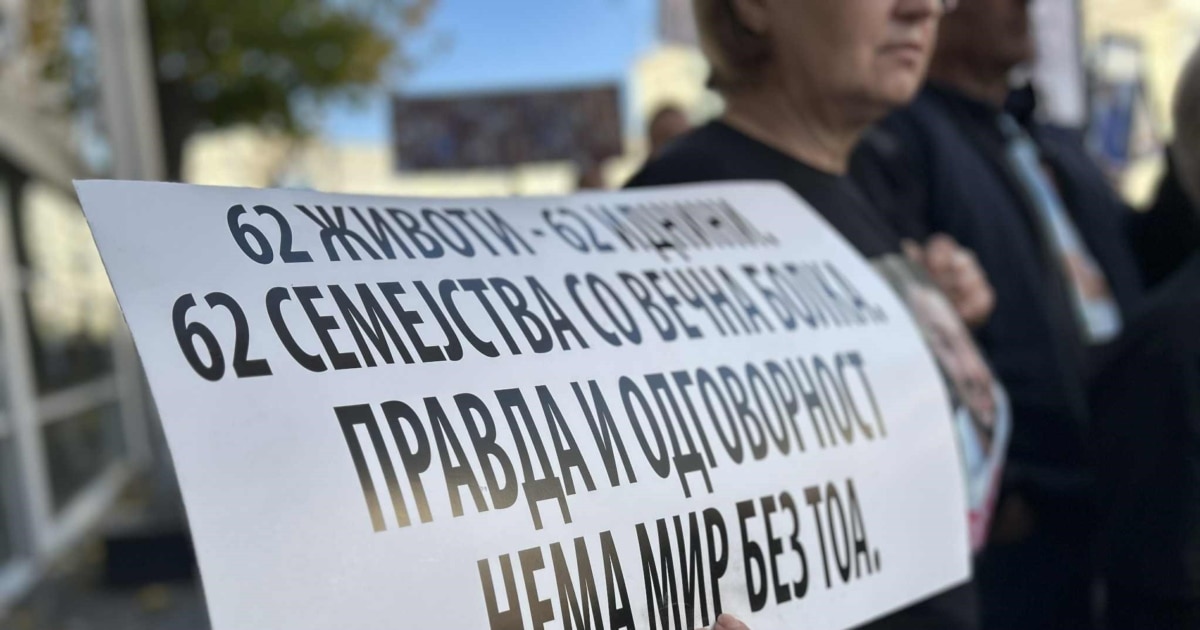 62 ЖИВОТИ - 62 ИДНИНИ.
62 СЕМЕЈСТВА СО ВЕЧНА БОЛКА.
ПРАВДА И ОДГОВОРНОСТ
НЕМА МИР БЕЗ ТОА.